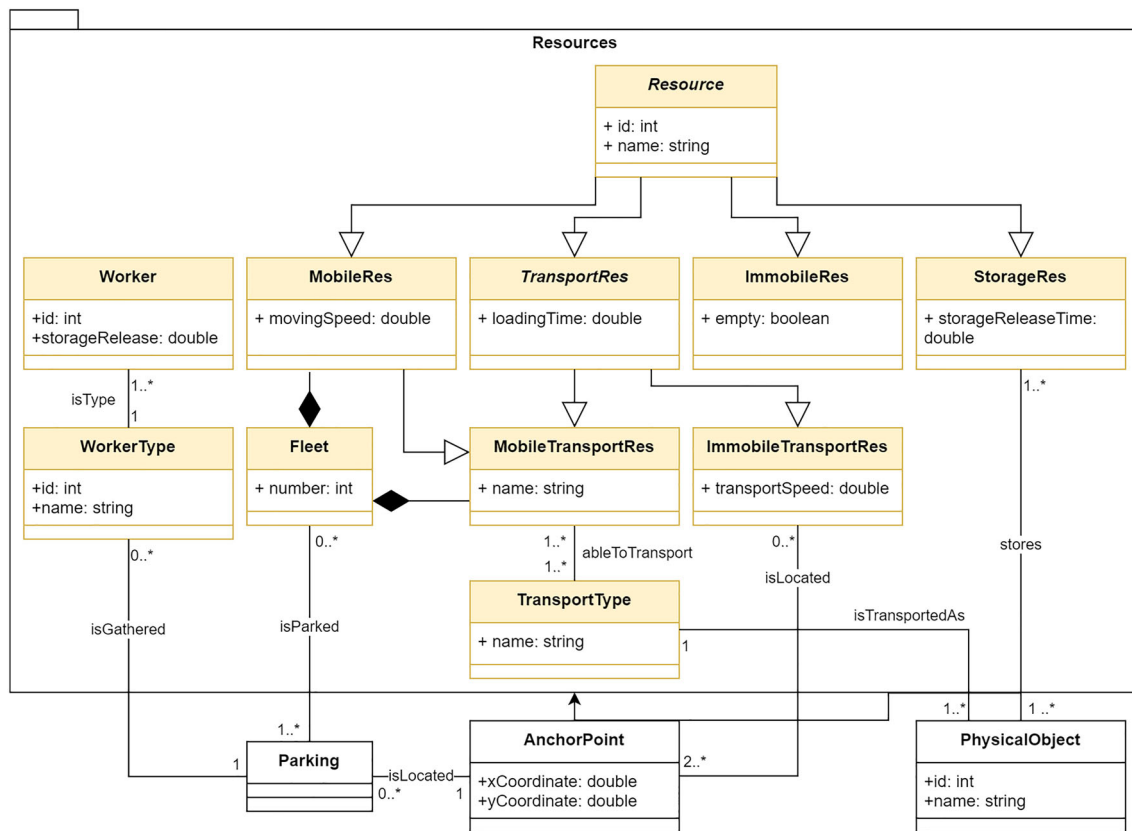 Resources
Resource
+ id: int
+ name: string
Worker
+id: int
+storageRelease: double
MobileRes
+ movingSpeed: double
TransportRes
+ loadingTime: double
ImmobileRes
+ empty: boolean
StorageRes
+ storageReleaseTime:
double
1..*
isType
1
1..*
WorkerType
+id: int
+name: string
Fleet
+ number: int
MobileTransportRes
+ name: string
ImmobileTransportRes
+ transportSpeed: double
0..*
0..*
1..*
ableToTransport
1..*
0..*
isLocated
stores
TransportType
+ name: string
isTransportedAs
1
isGathered
isParked
1..*
1
1..*
1 ..*
Parking
isLocated
0..*
1
AnchorPoint
+xCoordinate: double
+yCoordinate: double
2..*
PhysicalObject
+id: int
+name: string